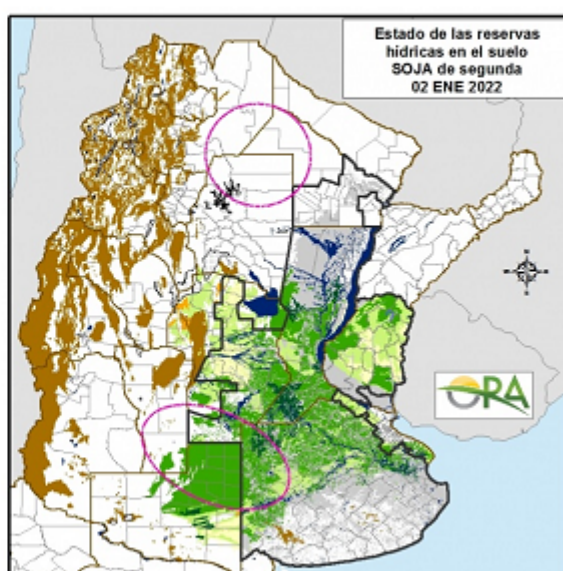 Estado de las reservas
hídricas en el suelo
SOJA de segunda
02 ENE 2022
ORA